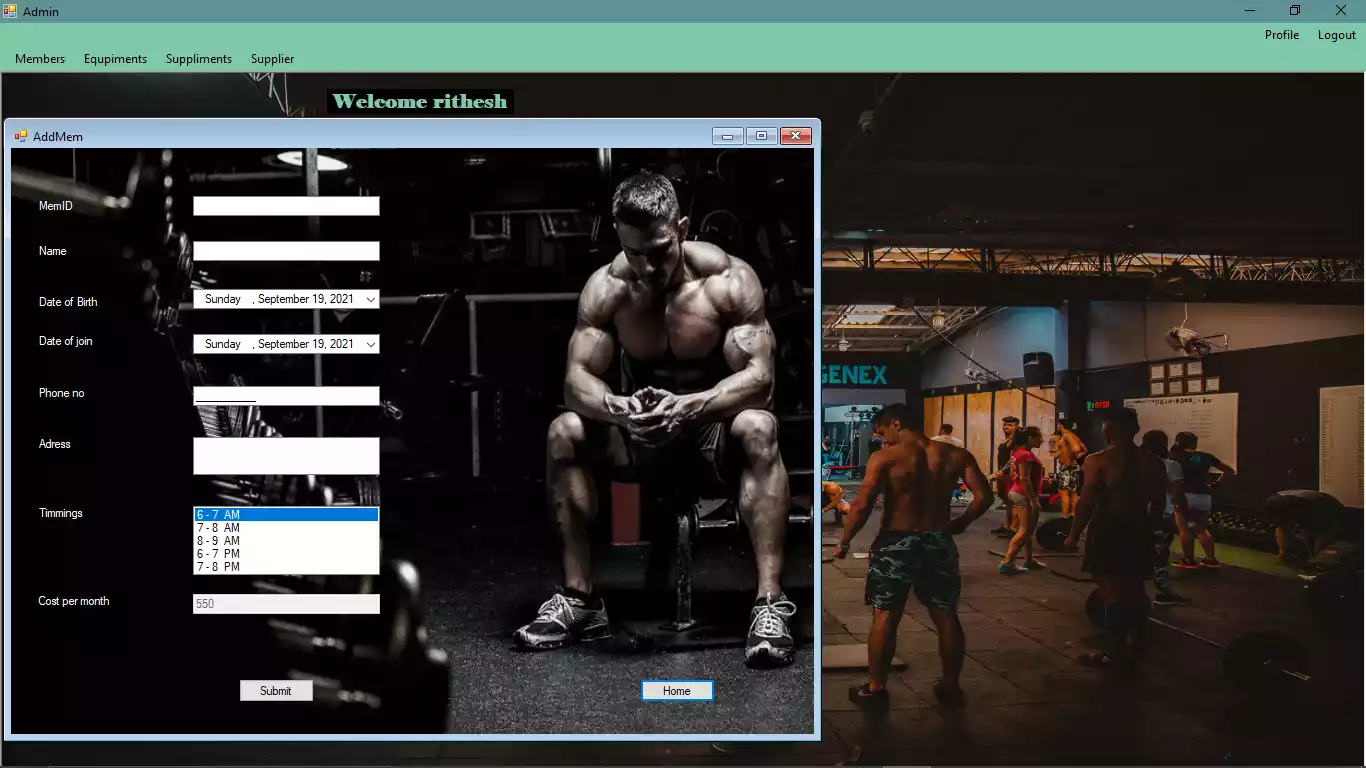 Admin
Profile Logout
Members Equipiments Suppliments Supplier
Welcome rithesh
AddMem
MemID
Name
Date of Birth Sunday , September 19, 2021
Date of join Sunday , September 19, 2021
Phone no
Adress
Timmings
6 - 7 AM
7 - 8 AM
8 - 9 AM
6 - 7 PM
7 - 8 PM
Cost per month 550
Submit Home
GENEX